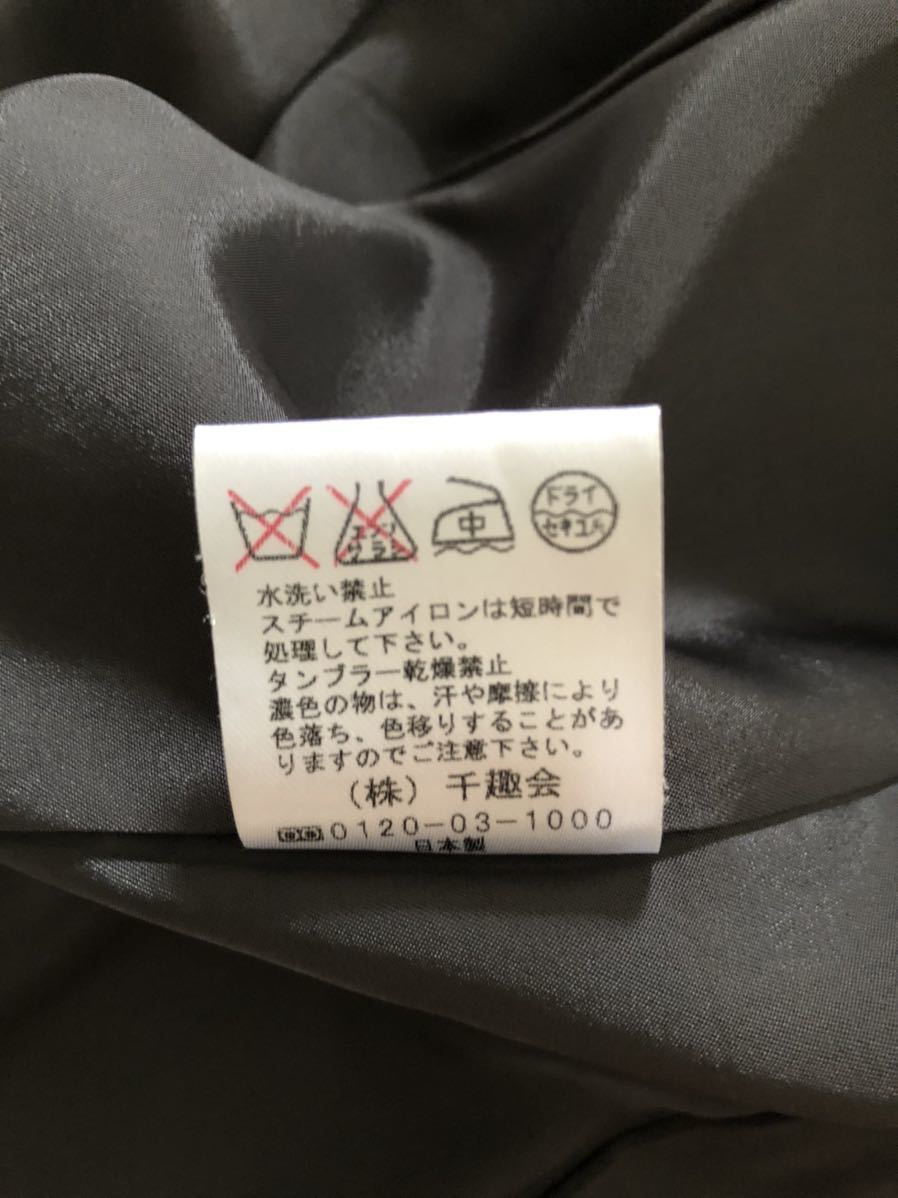 エンソ
サラシ
中
ドライ
セキユ系
水洗い禁止
スチームアイロンは短時間で
処理して下さい。
タンブラー乾燥禁止
濃色の物は、汗や摩擦により
色落ち、色移りすることがあ
りますのでご注意下さい。
（株）千趣会
0120-03-1000
日本製